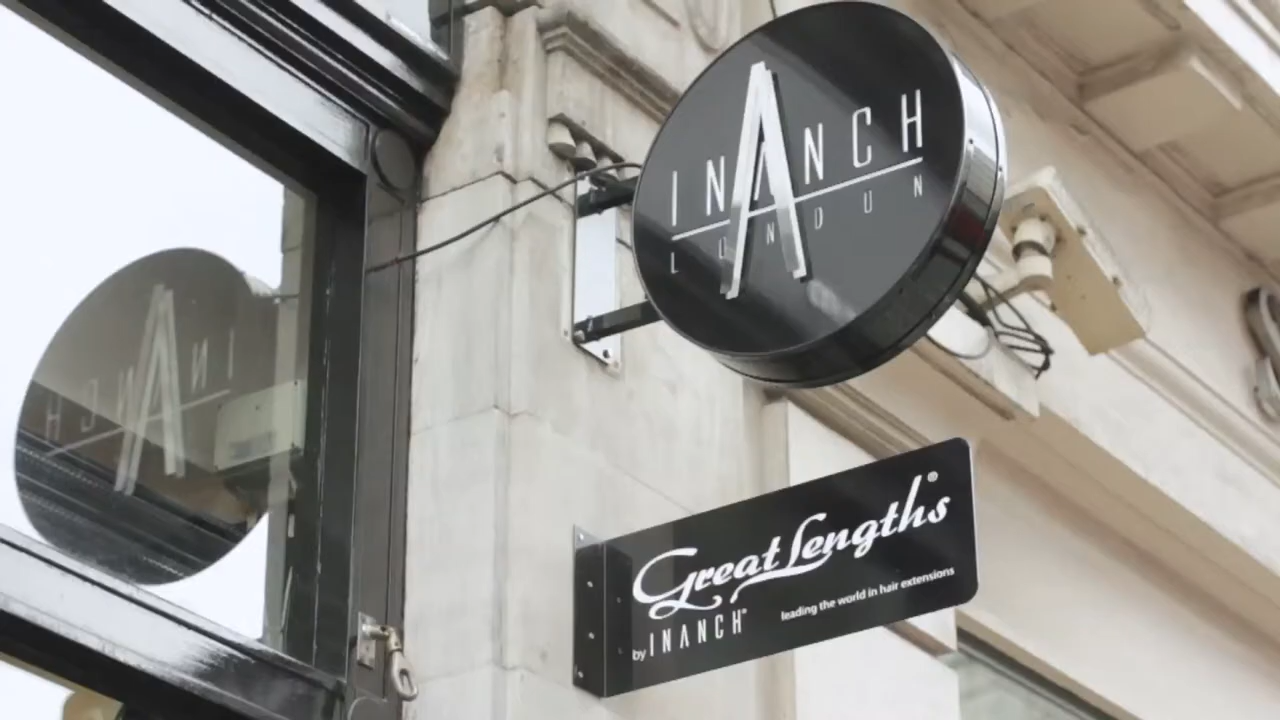 INANCH
LONDON
Great Lengths®
by INANCH®
leading the world in hair extensions